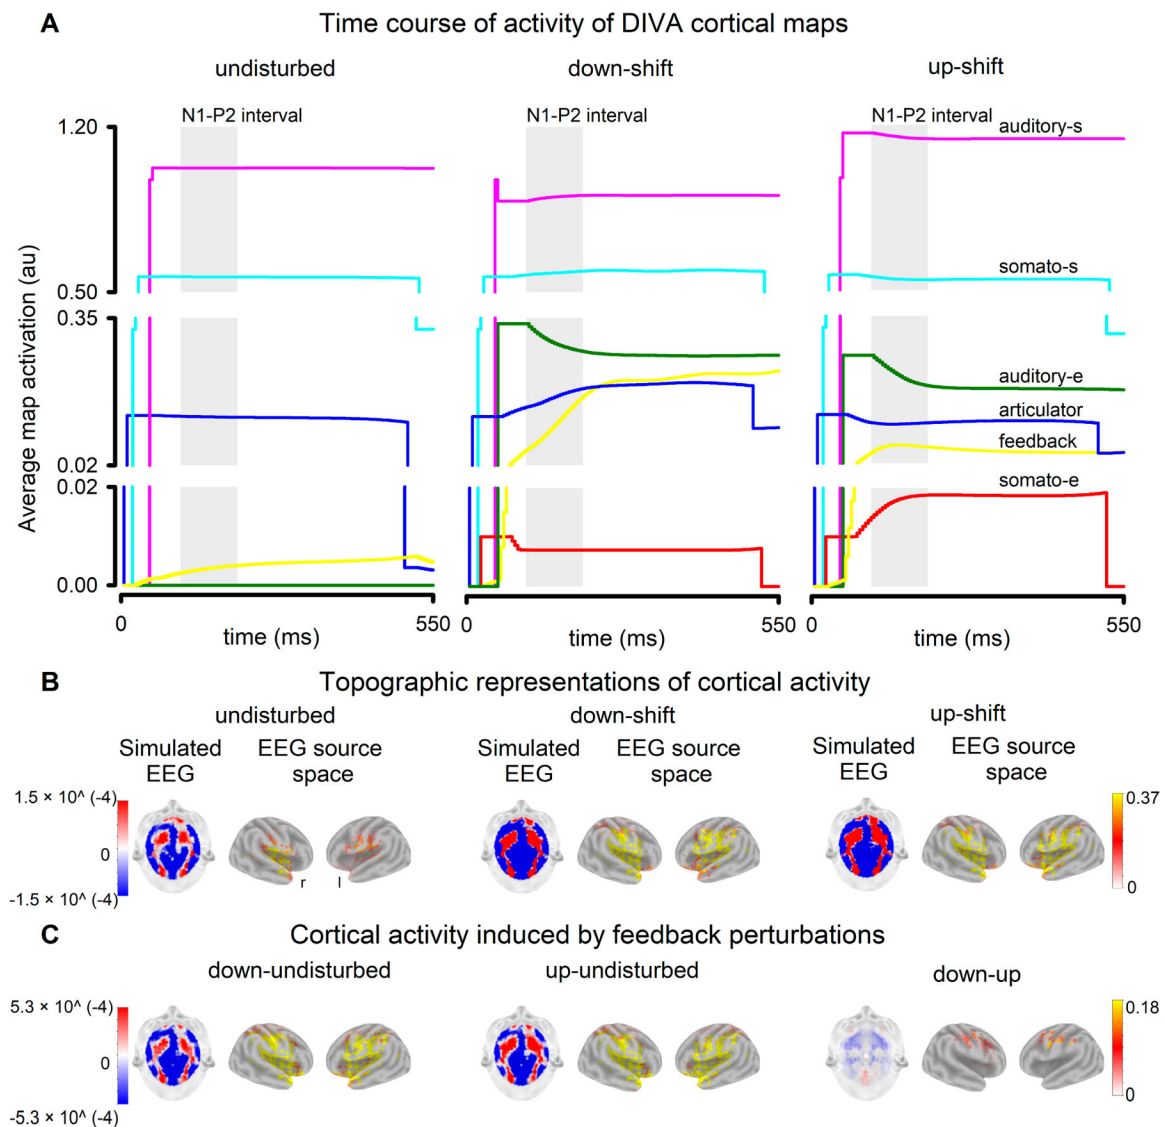 A
Time course of activity of DIVA cortical maps
undisturbed
down-shift
up-shift
N1-P2 interval
N1-P2 interval
N1-P2 interval
Average map activation (au)
1.20
0.50
0.35
0.02
0.02
0.00
auditory-s
somato-s
auditory-e
articulator
feedback
somato-e
0
550
0
550
0
550
time (ms)
time (ms)
time (ms)
B
Topographic representations of cortical activity
undisturbed
down-shift
up-shift
Simulated
EEG
EEG source
space
Simulated
EEG
EEG source
space
Simulated
EEG
EEG source
space
1.5 × 10^ (-4)
0
-1.5 × 10^ (-4)
r
l
0.37
0
C
Cortical activity induced by feedback perturbations
down-undisturbed
up-undisturbed
down-up
5.3 × 10^ (-4)
0
-5.3 × 10^ (-4)
0.18
0